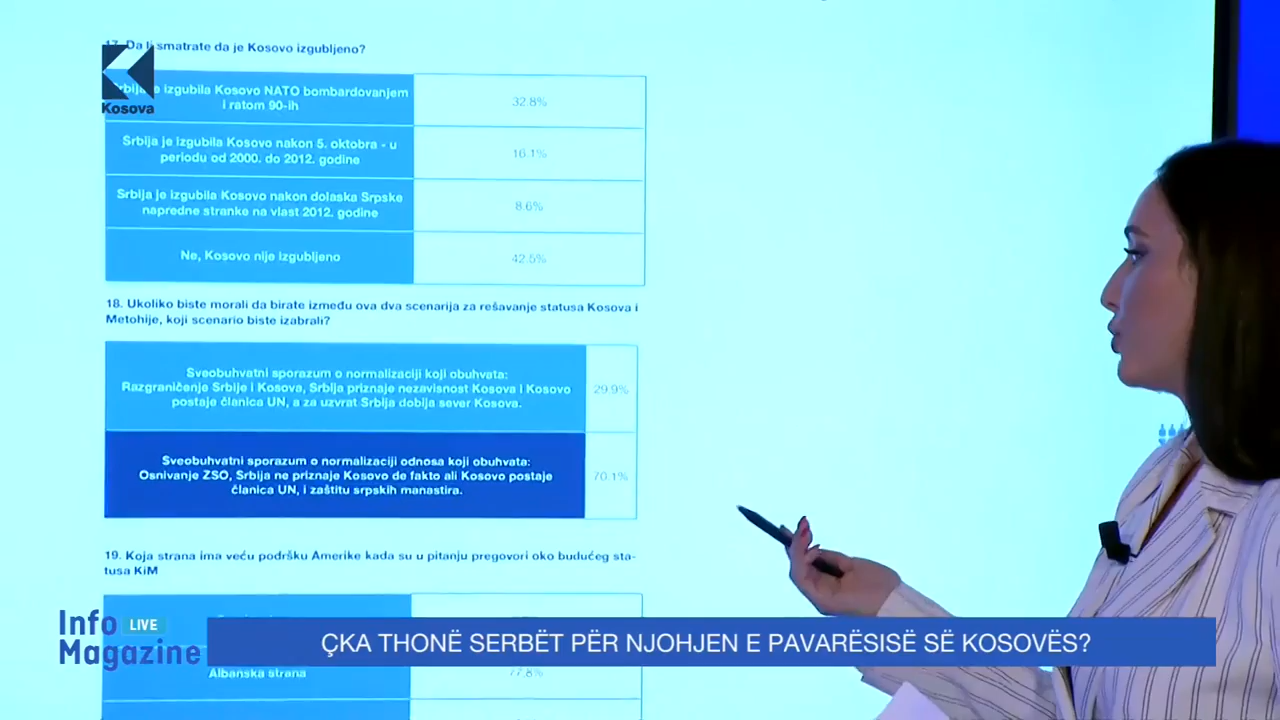 17. Da li smatrate da je Kosovo izgubljeno?
Kosova
Srbija je izgubila Kosovo NATO bombardovanjem
i ratom 90-ih
32.8%
Srbija je izgubila Kosovo nakon 5. oktobra - u
periodu od 2000. do 2012. godine
16.1%
Srbija je izgubila Kosovo nakon dolaska Srpske
napredne stranke na vlast 2012. godine
8.6%
Ne, Kosovo nije izgubljeno
42.5%
18. Ukoliko biste morali da birate između ova dva scenarija za rešavanje statusa Kosova i
Metohije, koji scenario biste izabrali?
Sveobuhvatni sporazum o normalizaciji koji obuhvata:
Razgraničenje Srbije i Kosova, Srbija priznaje nezavisnost Kosova i Kosovo
postaje članica UN, a za uzvrat Srbija dobija sever Kosova.
29.9%
Sveobuhvatni sporazum o normalizaciji odnosa koji obuhvata:
Osnivanje ZSO, Srbija ne priznaje Kosovo de fakto ali Kosovo postaje
članica UN, i zaštitu srpskih manastira.
70.1%
19. Koja strana ima veću podršku Amerike kada su u pitanju pregovori oko budućeg sta-
tusa KiM
Albanska strana
77.8%
Info LIVE
Magazine
ÇKA THONË SERBËT PËR NJOHJEN E PAVARËSISË SË KOSOVËS?